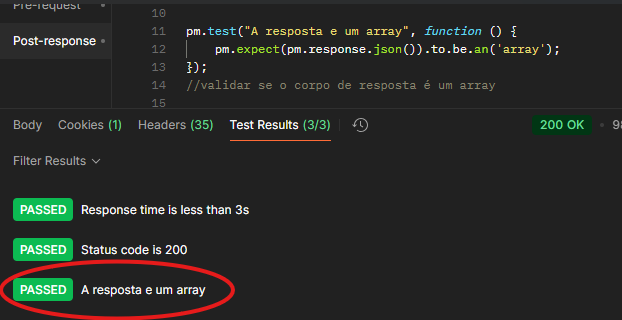 Pre-request
10
Post-response
11 pm.test("A resposta e um array", function () {
12 pm.expect(pm.response.json()).to.be.an('array');
13 });
14 //validar se o corpo de resposta é um array
15
Body Cookies (1) Headers (35) Test Results (3/3) 200 OK
Filter Results
PASSED Response time is less than 3s
PASSED Status code is 200
PASSED A resposta e um array